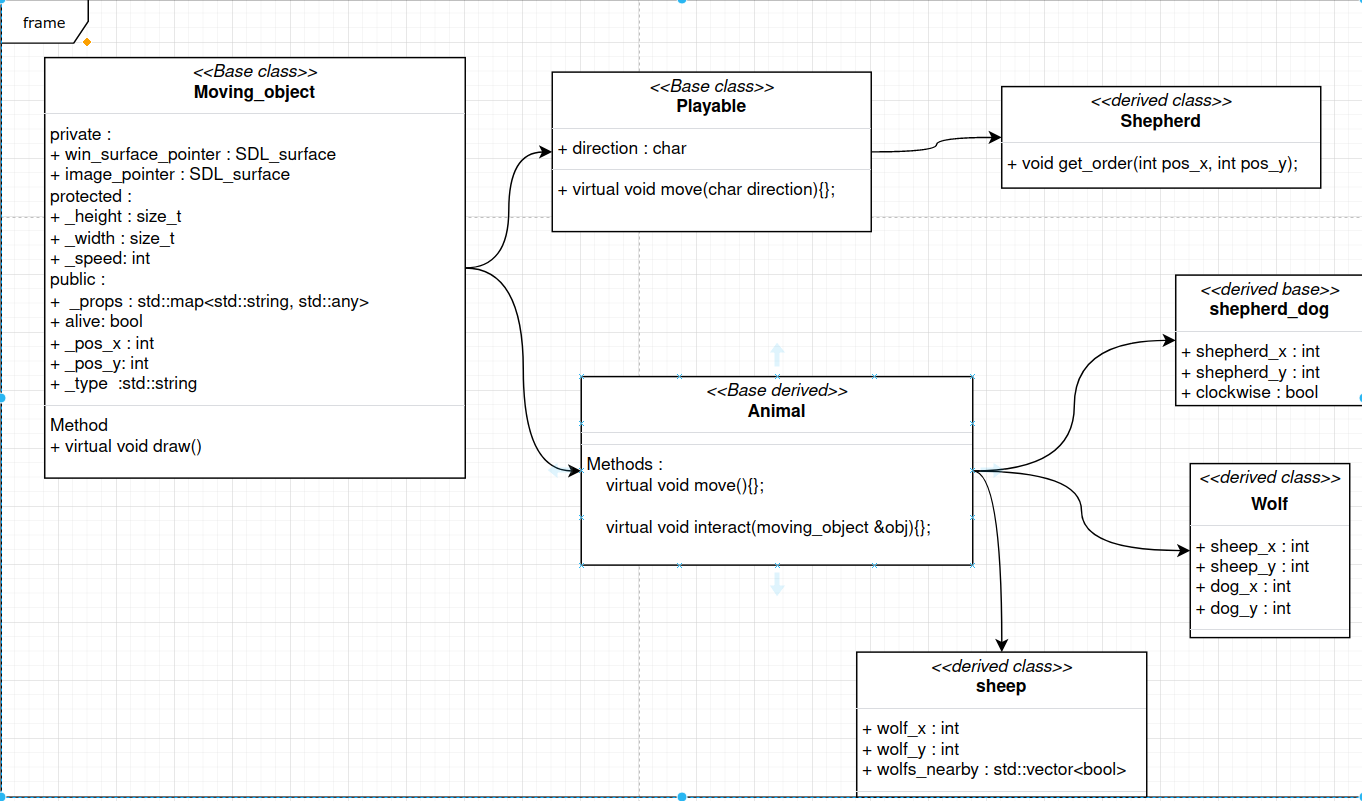 frame
<<Base class>>
Moving_object
private :
+ win_surface_pointer : SDL_surface
+ image_pointer : SDL_surface
protected :
+ _height : size_t
+ _width : size_t
+ _speed: int
public :
+ _props : std::map<std::string, std::any>
+ alive: bool
+ _pos_x : int
+ _pos_y: int
+ _type :std::string
Method
+ virtual void draw()
<<Base class>>
Playable
+ direction : char
+ virtual void move(char direction){};
<<derived class>>
Shepherd
+ void get_order(int pos_x, int pos_y);
<<Base derived>>
Animal
Methods :
virtual void move(){};
virtual void interact(moving_object &obj){};
<<derived base>>
shepherd_dog
+ shepherd_x : int
+ shepherd_y : int
+ clockwise : bool
<<derived class>>
Wolf
+ sheep_x : int
+ sheep_y : int
+ dog_x : int
+ dog_y : int
<<derived class>>
sheep
+ wolf_x : int
+ wolf_y : int
+ wolfs_nearby : std::vector<bool>